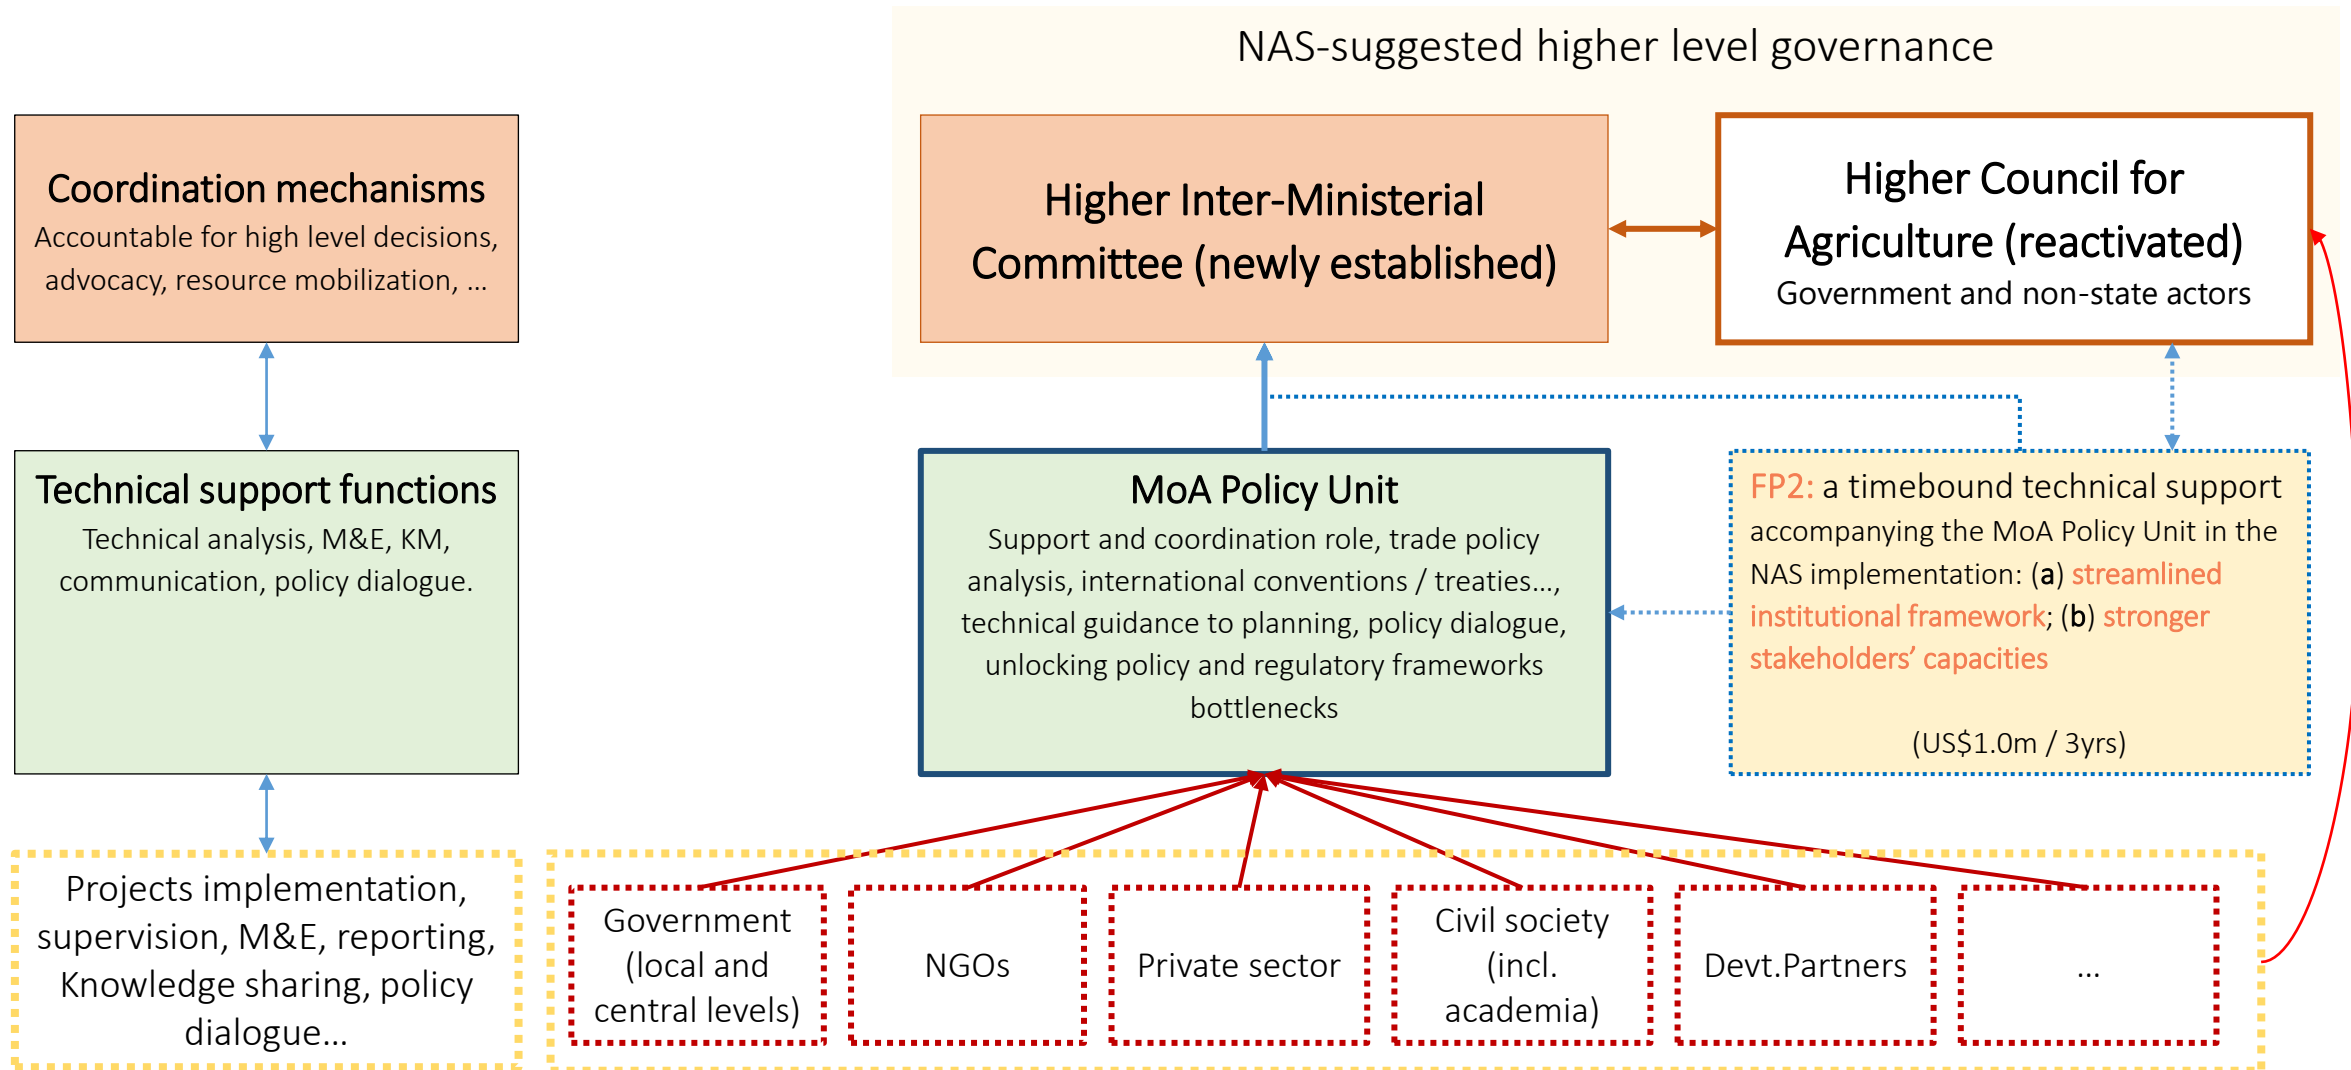 NAS-suggested higher level governance
Coordination mechanisms
Accountable for high level decisions,
advocacy, resource mobilization, ...
Higher Inter-Ministerial
Committee (newly established)
Higher Council for
Agriculture (reactivated)
Government and non-state actors
Technical support functions
Technical analysis, M&E, KM,
communication, policy dialogue.
MoA Policy Unit
Support and coordination role, trade policy
analysis, international conventions / treaties...,
technical guidance to planning, policy dialogue,
unlocking policy and regulatory frameworks
bottlenecks
FP2: a timebound technical support
accompanying the MoA Policy Unit in the
NAS implementation: (a) streamlined
institutional framework; (b) stronger
stakeholders’ capacities
(US$1.0m / 3yrs)
Projects implementation,
supervision, M&E, reporting,
Knowledge sharing, policy
dialogue...
Government
(local and
central levels)
NGOs
Private sector
Civil society
(incl.
academia)
Devt.Partners
...